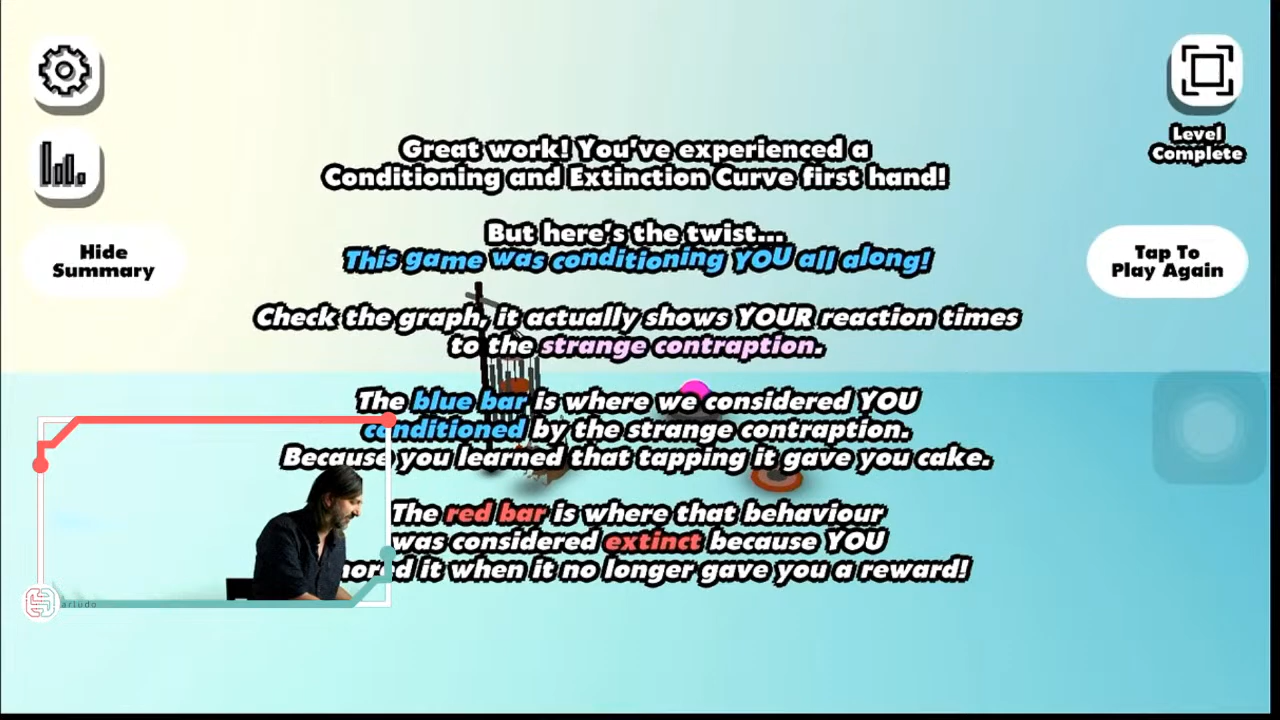 Great work! You've experienced a
Conditioning and Extinction Curve first hand!
Level
Complete
But here's the twist...
This game was conditioning YOU all along!
Hide
Summary
Tap To
Play Again
Check the graph, it actually shows YOUR reaction times
to the strange contraption.
The blue bar is where we considered YOU
conditioned by the strange contraption.
Because you learned that tapping it gave you cake.
The red bar is where that behaviour
was considered extinct because YOU
it when it no longer gave you a reward!
arludo